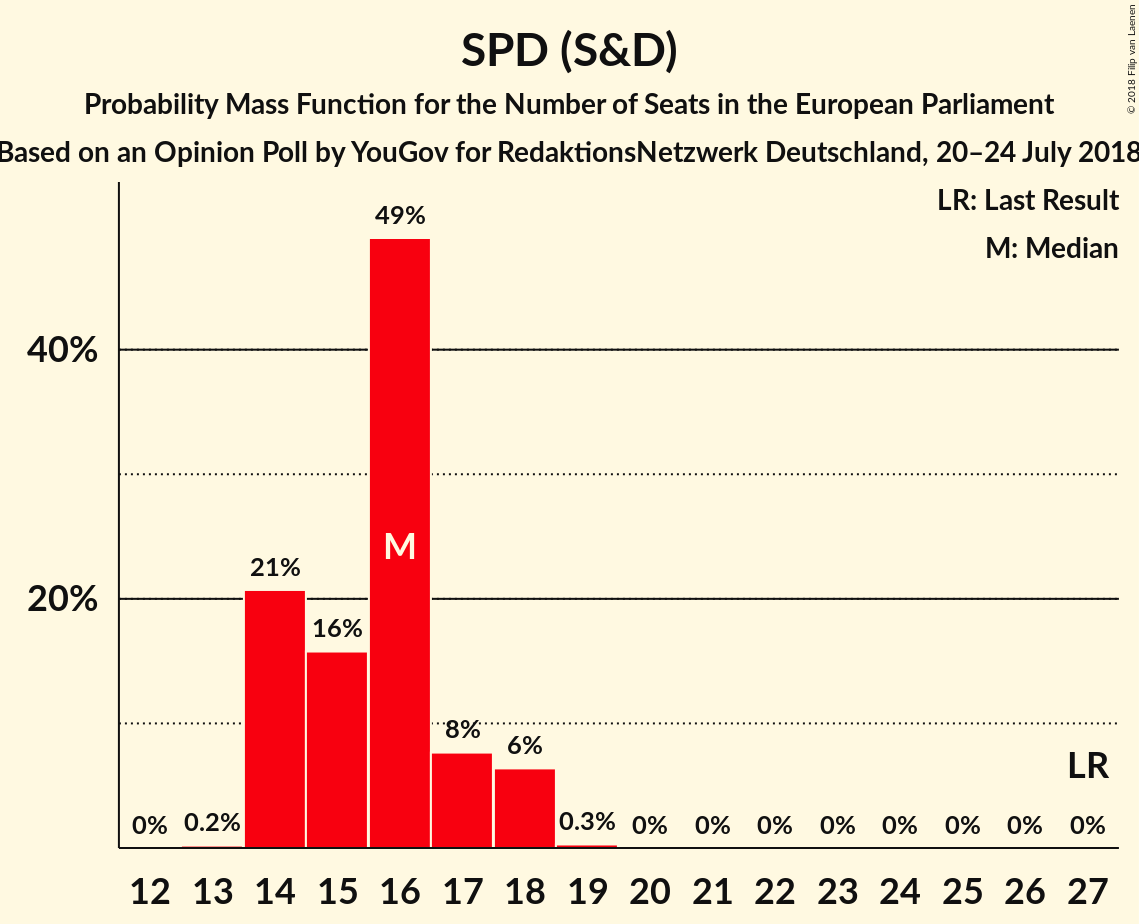 SPD (S&D)
Probability Mass Function for the Number of Seats in the European Parliament
Based on an Opinion Poll by YouGov for RedaktionsNetzwerk Deutschland, 20–24 July 2018
© 2018 Filip van Laenen
LR: Last Result
M: Median
49%
40%
M
21%
20%
16%
8%
6%
LR
0% 0.2% 0.3% 0% 0% 0% 0% 0% 0% 0% 0%
12 13 14 15 16 17 18 19 20 21 22 23 24 25 26 27